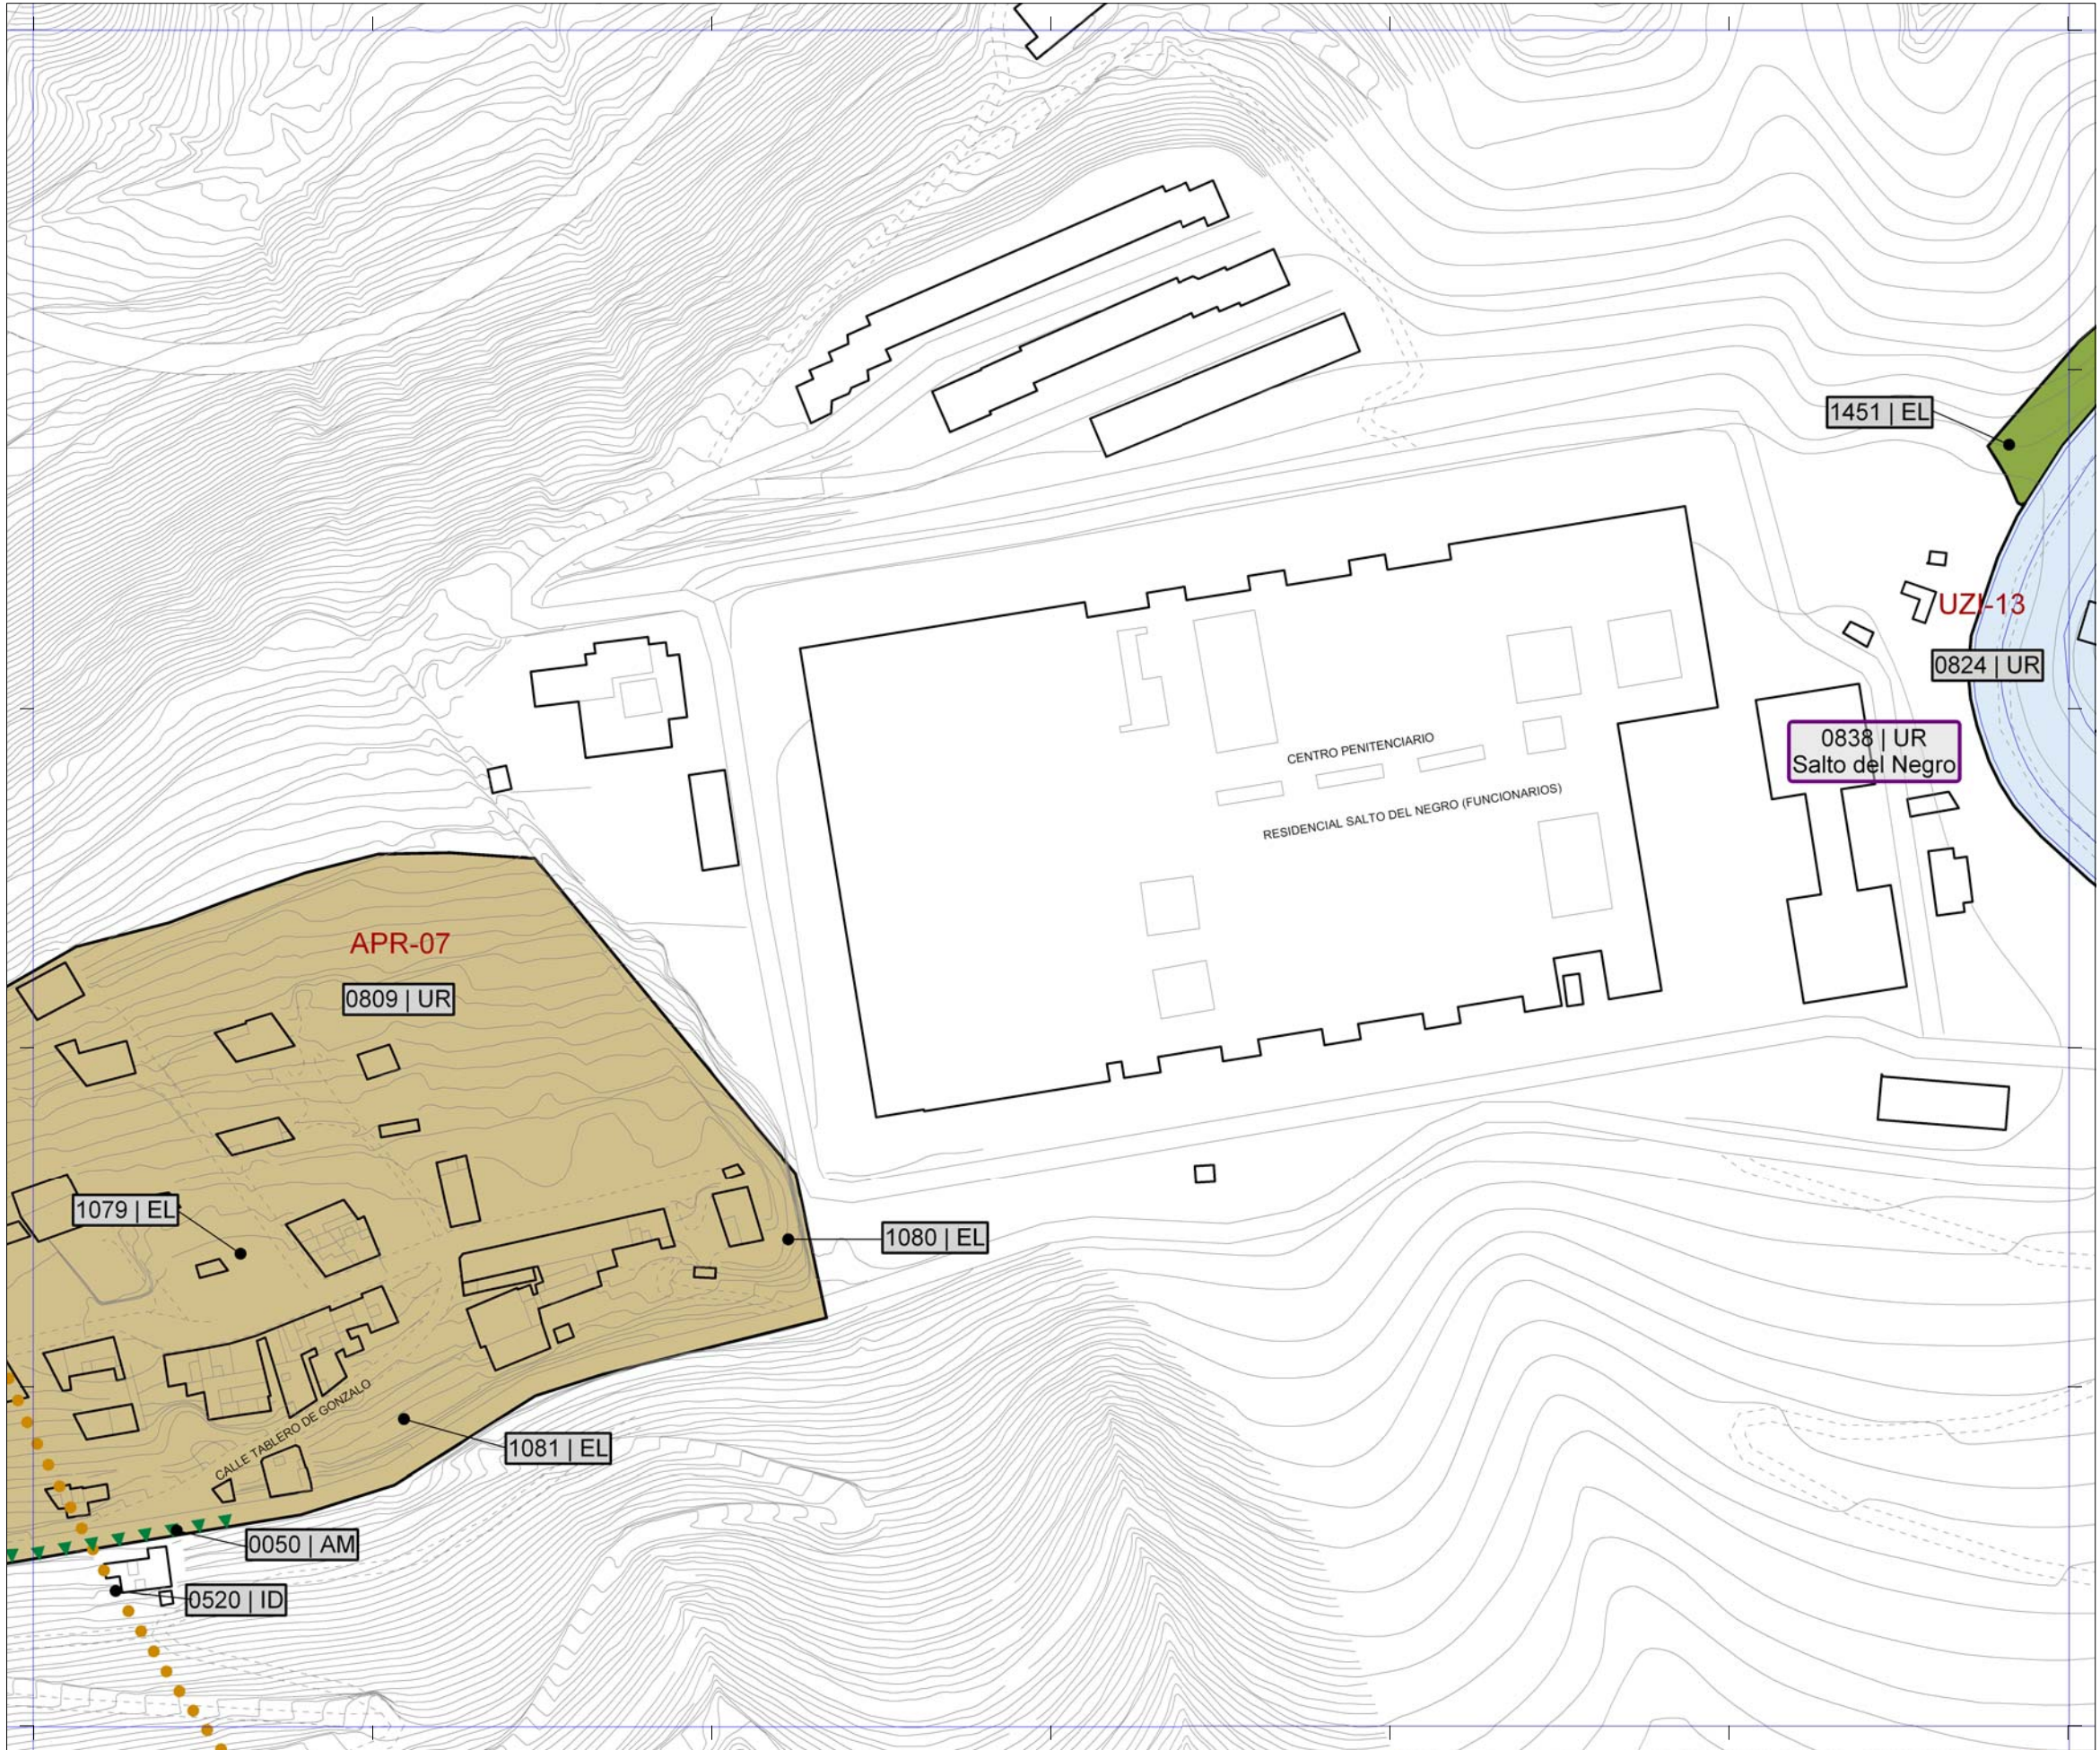 1451 | EL
UZI-13
0824 | UR
0838 | UR
Salto del Negro
CENTRO PENITENCIARIO
RESIDENCIAL SALTO DEL NEGRO (FUNCIONARIOS)
APR-07
0809 | UR
1079 | EL
1080 | EL
1081 | EL
CALLE TABLERO DE GONZALO
0050 | AM
0520 | ID